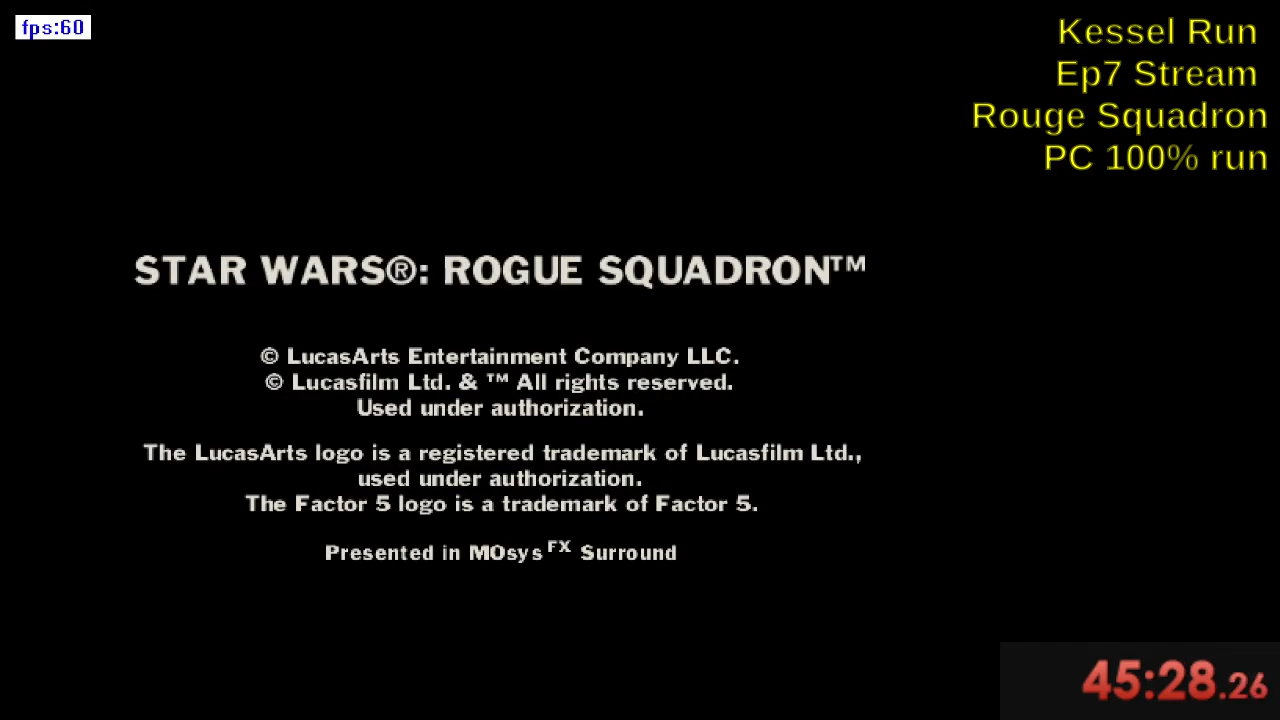 fps:60
Kessel Run
Ep7 Stream
Rouge Squadron
PC 100% run
STAR WARS®: ROGUE SQUADRON™
© LucasArts Entertainment Company LLC.
© Lucasfilm Ltd. & ™ All rights reserved.
Used under authorization.
The LucasArts logo is a registered trademark of Lucasfilm Ltd.,
used under authorization.
The Factor 5 logo is a trademark of Factor 5.
Presented in MOsys FX Surround
45:28.26